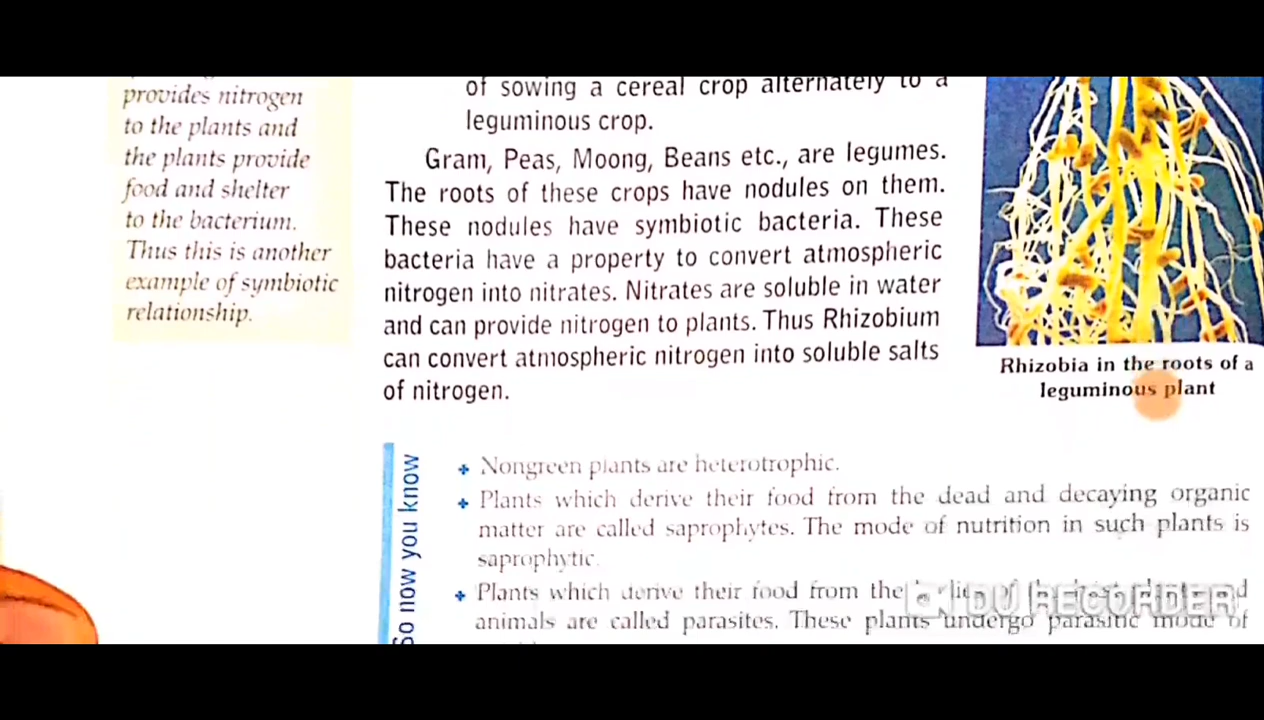 provides nitrogen
to the plants and
the plants provide
food and shelter
to the bacterium.
Thus this is another
example of symbiotic
relationship.
of sowing a cereal crop alternately to a
leguminous crop.
Gram, Peas, Moong, Beans etc., are legumes.
The roots of these crops have nodules on them.
These nodules have symbiotic bacteria. These
bacteria have a property to convert atmospheric
nitrogen into nitrates. Nitrates are soluble in water
and can provide nitrogen to plants. Thus Rhizobium
can convert atmospheric nitrogen into soluble salts
of nitrogen.
Rhizobia in the roots of a
leguminous plant
So now you know
Nongreen plants are heterotrophic.
Plants which derive their food from the dead and decaying organic
matter are called saprophytes. The mode of nutrition in such plants is
saprophytic.
Plants which derive their food from the
animals are called parasites. These plants undergo parasitic mode of
DU RECORDER